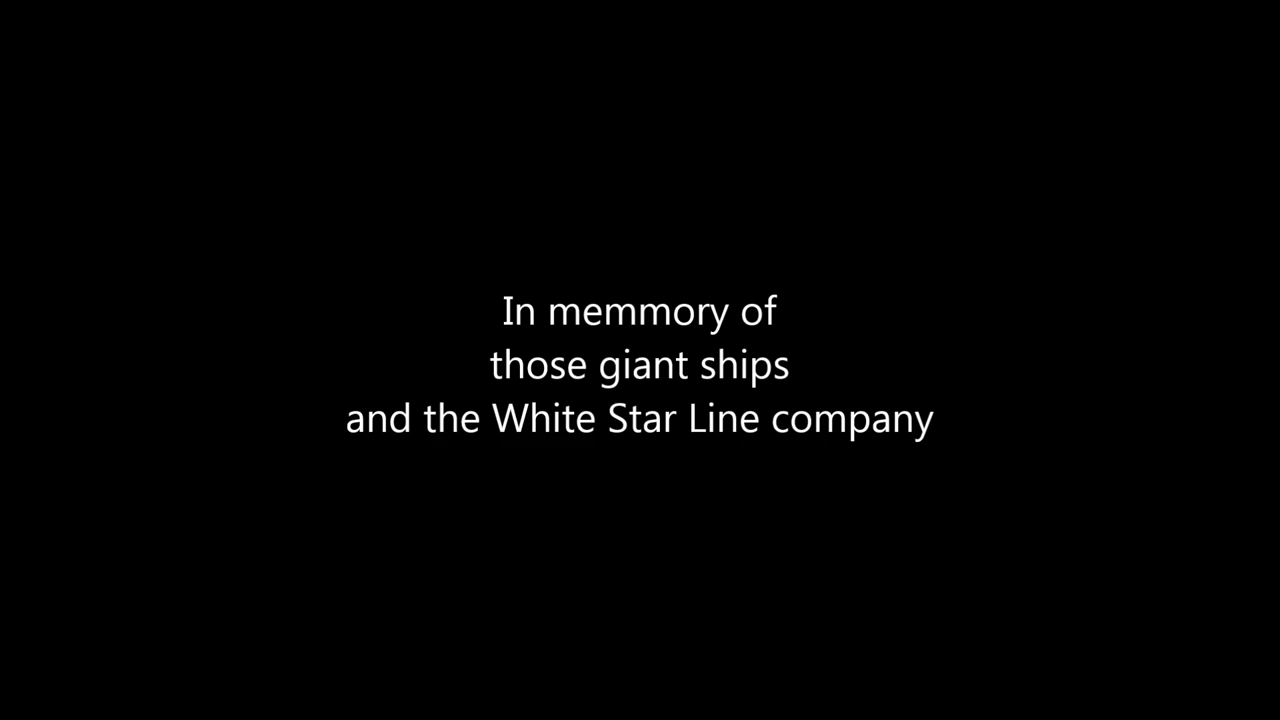 In memmory of
those giant ships
and the White Star Line company